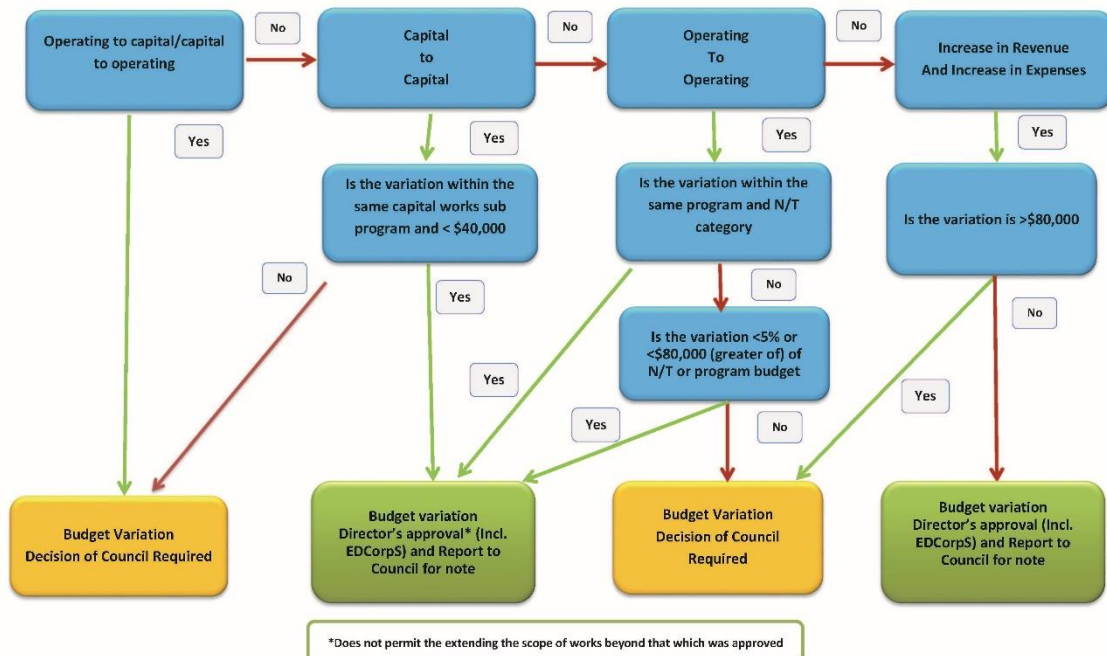 No
No
No
Operating to capital/capital
to operating
Capital
to
Capital
Operating
To
Operating
Increase in Revenue
And Increase in Expenses
Yes
Yes
Yes
Yes
Is the variation within the
same capital works sub
program and < $40,000
Is the variation within the
same program and N/T
category
Is the variation is >$80,000
No
Yes
No
No
Is the variation <5% or
<$80,000 (greater of) of
N/T or program budget
Yes
Yes
No
Yes
Budget Variation
Decision of Council Required
Budget variation
Director's approval* (Incl.
EDCorpS) and Report to
Council for note
Budget Variation
Decision of Council
Required
Budget variation
Director's approval (Incl.
EDCorpS) and Report to
Council for note
*Does not permit the extending the scope of works beyond that which was approved